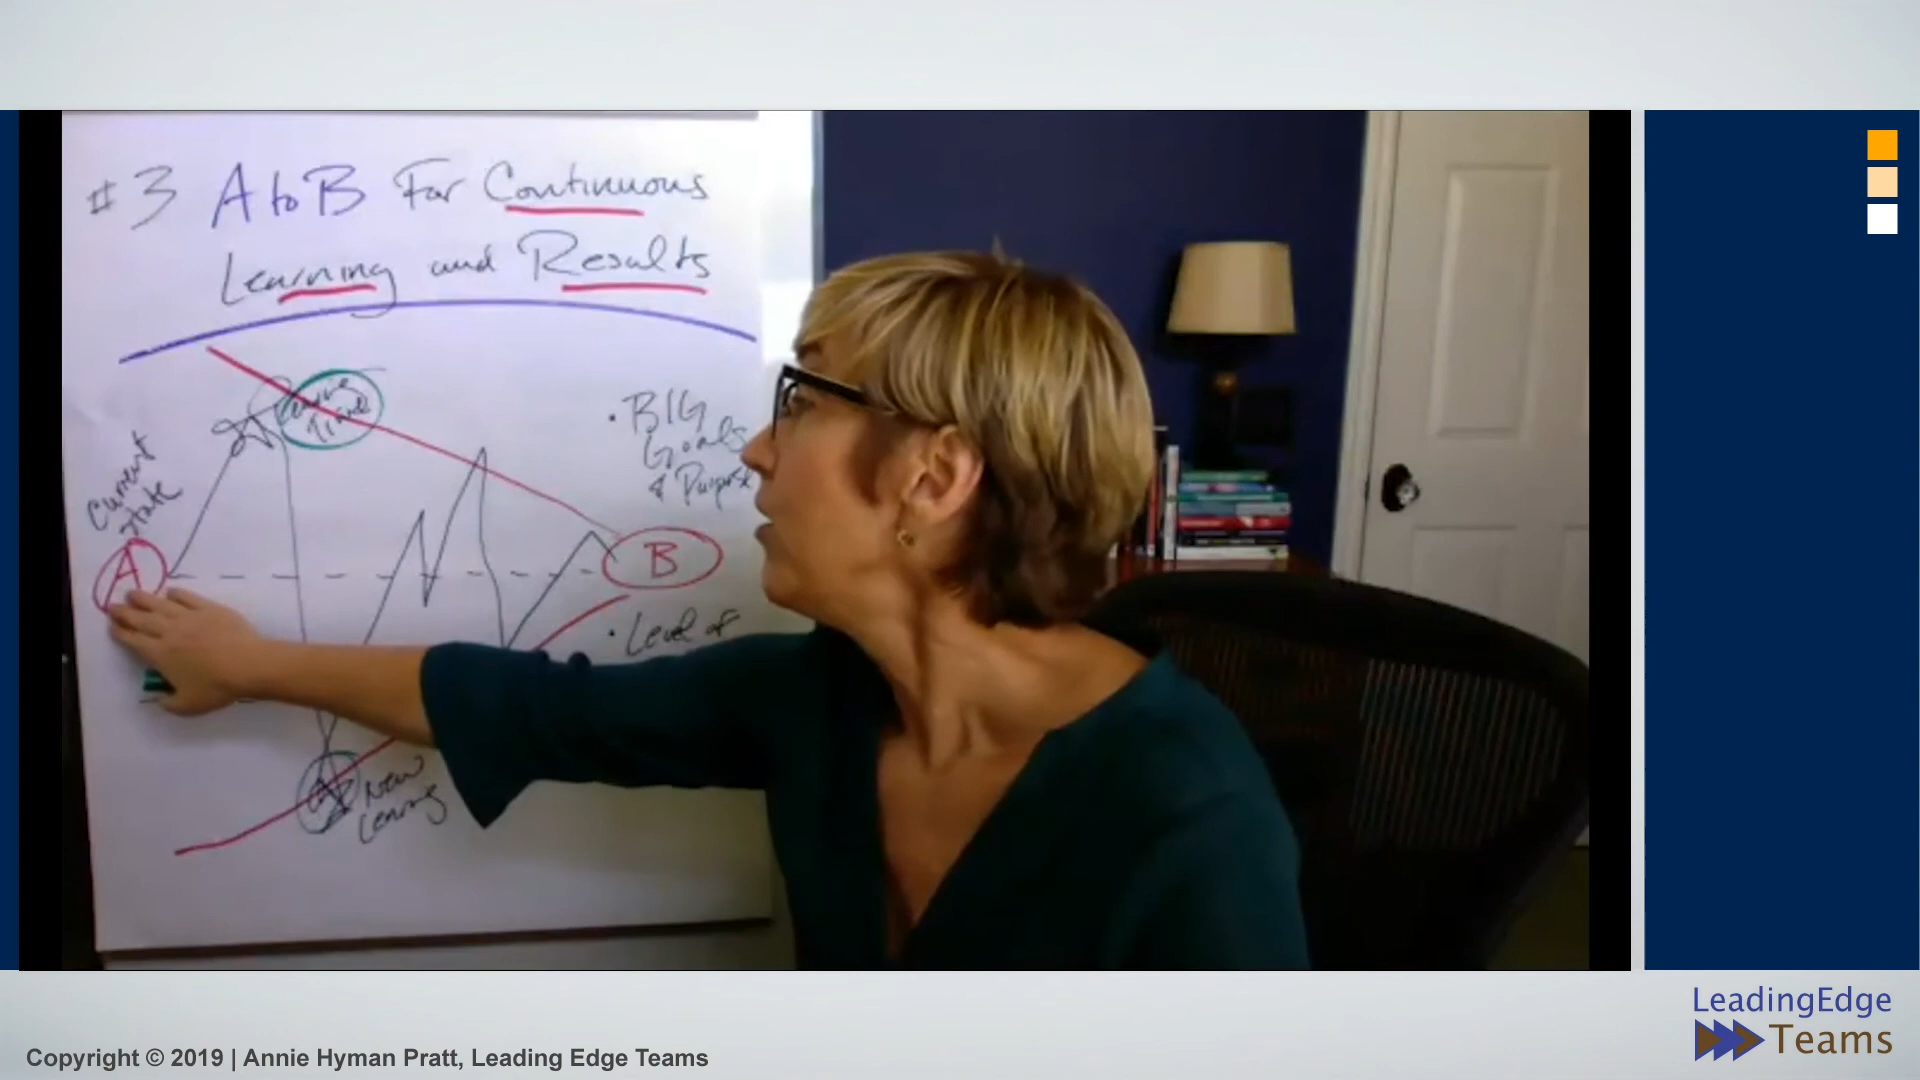 #3 A to B For Continuous
Learning and Results
Time
Current
State
• BIG
Goals
& Purpose
A
B
• Level of
New
Learning
LeadingEdge
Teams
Copyright © 2019 | Annie Hyman Pratt, Leading Edge Teams